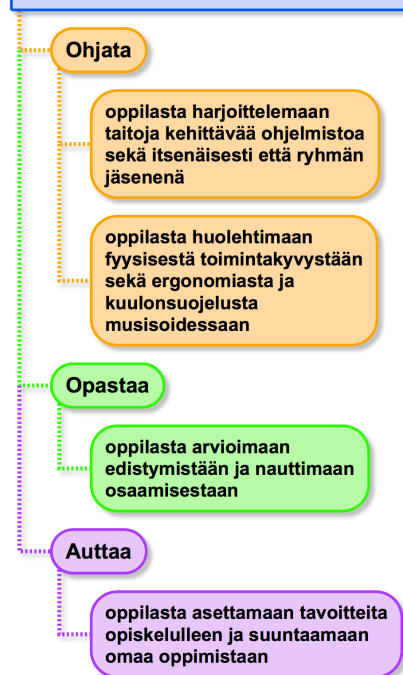 Ohjata
oppilasta harjoittelemaan
taitoja kehittävää ohjelmistoa
sekä itsenäisesti että ryhmän
jäsenenä
oppilasta huolehtimaan
fyysisestä toimintakyvystään
sekä ergonomiasta ja
kuulonsuojelusta
musisoidessaan
Opastaa
oppilasta arvioimaan
edistymistään ja nauttimaan
osaamisestaan
Auttaa
oppilasta asettamaan tavoitteita
opiskelulleen ja suuntaamaan
omaa oppimistaan